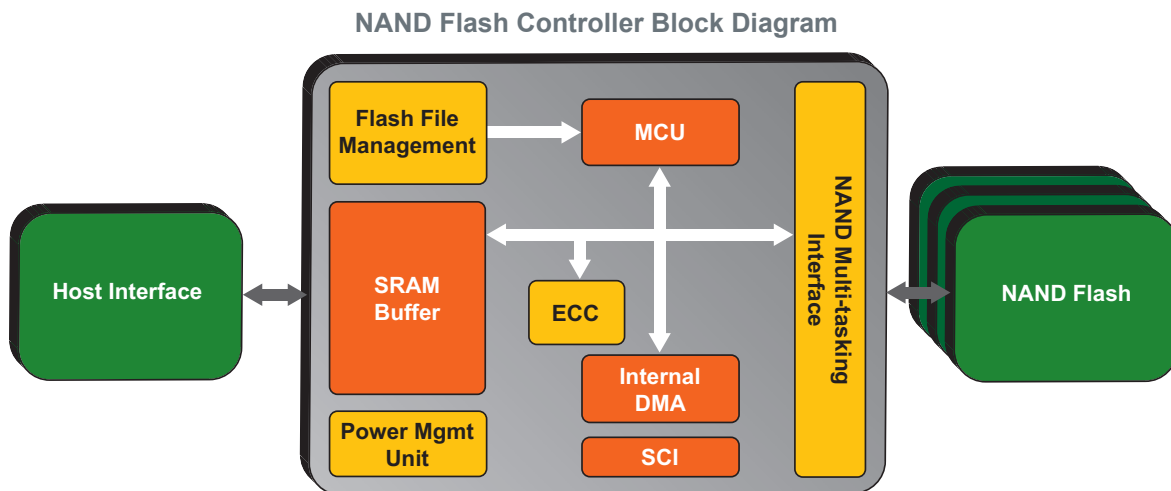 NAND Flash Controller Block Diagram
Flash File
Management
MCU
NAND Multi-tasking
Interface
Host Interface
SRAM
Buffer
ECC
NAND Flash
Internal
DMA
Power Mgmt
Unit
SCI